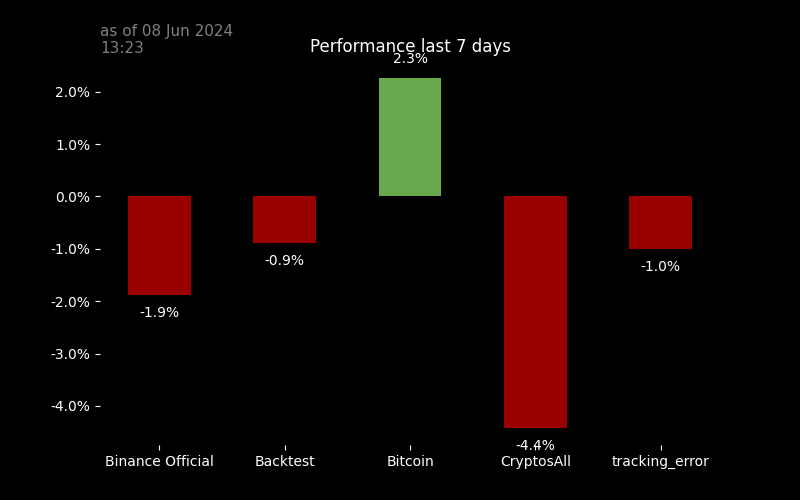 as of 08 Jun 2024
13:23
Performance last 7 days
2.3%
2.0%
1.0%
0.0%
-1.0%
-2.0%
-3.0%
-4.0%
-1.9%
-0.9%
-4.4%
-1.0%
Binance Official
Backtest
Bitcoin
CryptosAll
tracking_error